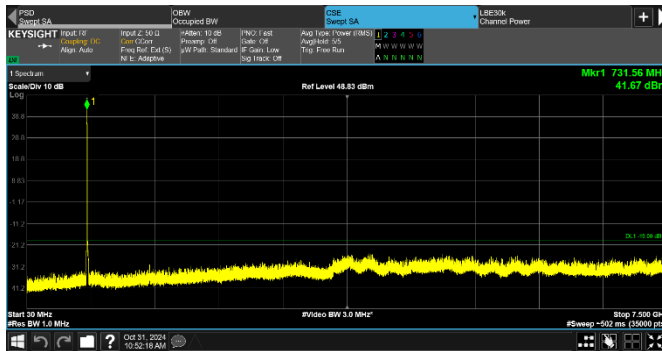 PSD
Swept SA
OBW
Occupied BW
CSE
Swept SA
LBE30k
Channel Power
KEYSIGHT
Input: RF
Coupling: DC
Align: Auto
Input Z: 50 Ω
Corr CCorr
Freq Ref: Ext (S)
NFE: Adaptive
#Atten: 10 dB
Preamp: Off
µW Path: Standard
PNO: Fast
Gate: Off
IF Gain: Low
Sig Track: Off
Avg Type: Power (RMS)
Avg|Hold: 5/5
Trig: Free Run
1 2 3 4 5 6
M W W W W W
A N N N N N
1 Spectrum
Scale/Div 10 dB
Ref Level 48.83 dBm
Mkr1 731.56 MH
41.67 dBr
Log
1
38.8
28.8
18.8
8.83
-1.17
-11.2
-21.2
-31.2
-41.2
Start 30 MHz
#Res BW 1.0 MHz
#Video BW 3.0 MHz*
Stop 7.500 GH
#Sweep ~502 ms (35000 pts
Oct 31, 2024
10:52:18 AM